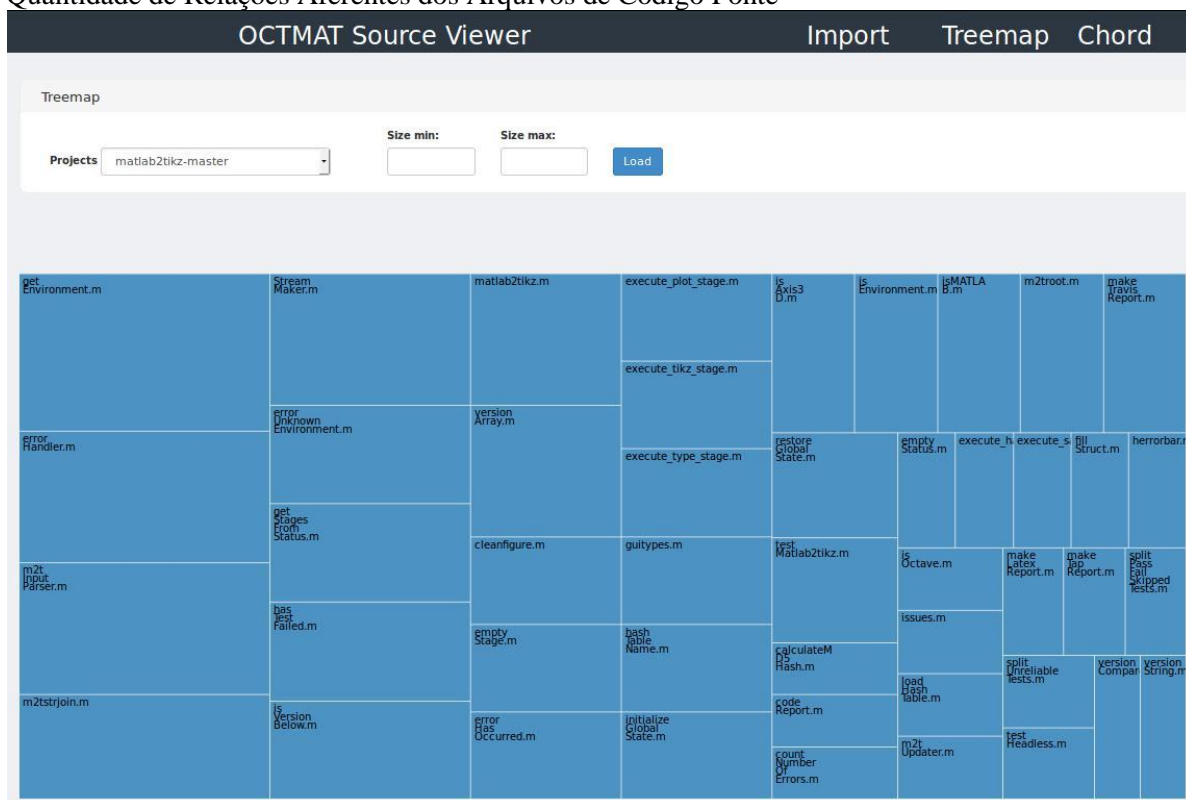 Quantidade de Relações Aferentes dos Arquivos de Código Fonte
OCTMAT Source Viewer Import Treemap Chord
Treemap
Size min: Size max:
Projects matlab2tikz-master Load
get
Environment.m
error
Handler.m
m2t
Input
Parser.m
m2tstrjoin.m
Stream
Maker.m
error
Unknown
Environment.m
get
Stages
From
Status.m
has
Test
Failed.m
is
Version
Below.m
matlab2tikz.m
version
Array.m
cleanfigure.m
empty
Stage.m
error
Has
Occurred.m
execute_plot_stage.m
execute_tikz_stage.m
execute_type_stage.m
guitypes.m
hash
Table
Name.m
initialize
Global
State.m
is
Axis3
D.m
is
Environment.m
isMATLA
B.m
m2troot.m
make
Travis
Report.m
restore
Global
State.m
test
Matlab2tikz.m
calculateM
D5
Hash.m
code
Report.m
count
Number
Of
Errors.m
empty
Status.m
execute_h
execute_s
fill
Struct.m
herrorbar.
is
Octave.m
issues.m
load
Hash
Table.m
m2t
Updater.m
make
Latex
Report.m
make
Tap
Report.m
split
Pass
Fail
Skipped
Tests.m
split
Unreliable
Tests.m
test
Headless.m
version
Compar
version
String.m